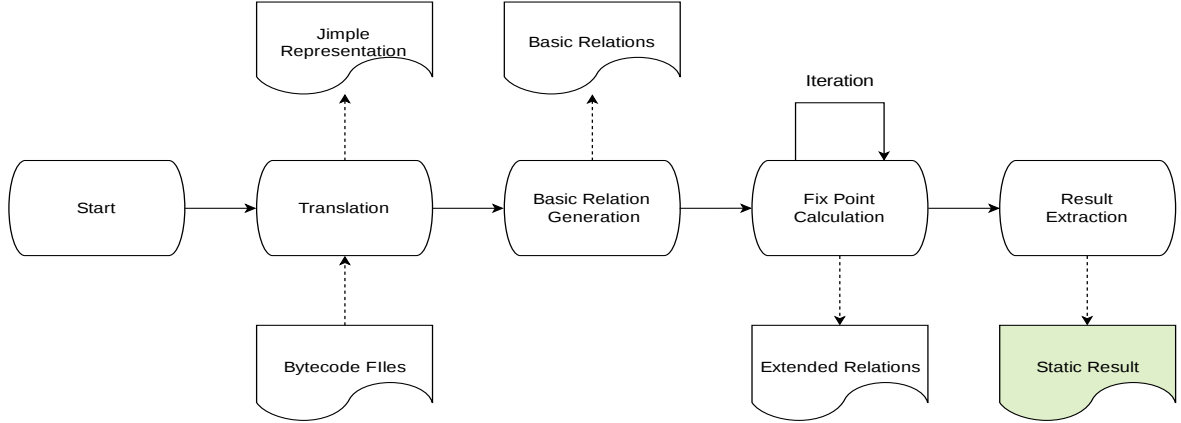 Jimple
Representation
Basic Relations
Iteration
Start
Translation
Basic Relation
Generation
Fix Point
Calculation
Result
Extraction
Bytecode FIles
Extended Relations
Static Result